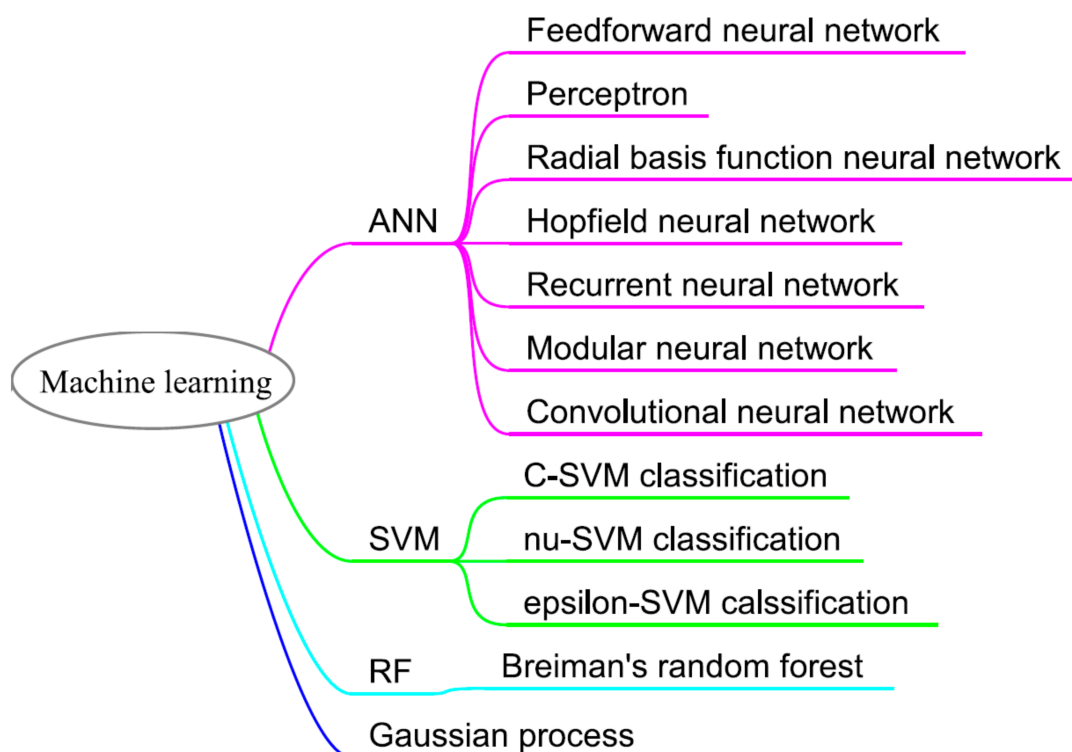 Feedforward neural network
Perceptron
Radial basis function neural network
ANN
Hopfield neural network
Recurrent neural network
Modular neural network
Machine learning
Convolutional neural network
C-SVM classification
SVM
nu-SVM classification
epsilon-SVM calssification
RF
Breiman's random forest
Gaussian process